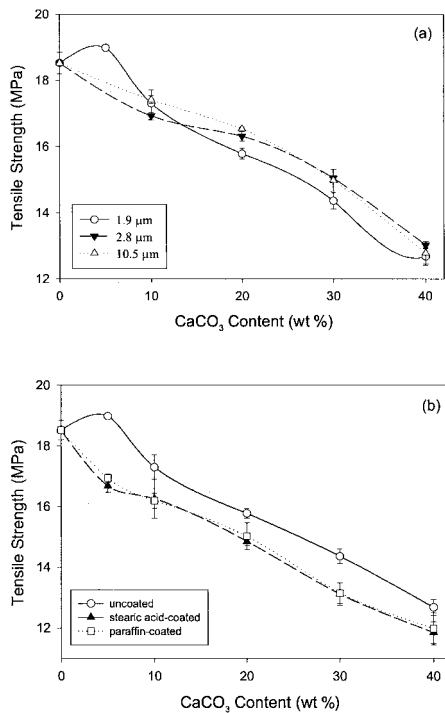 20
(a)
18
16
14
12
Tensile Strength (MPa)
1.9 µm
2.8 µm
10.5 µm
0 10 20 30 40
CaCO₃ Content (wt %)
20
(b)
18
16
14
12
Tensile Strength (MPa)
uncoated
stearic acid-coated
paraffin-coated
0 10 20 30 40
CaCO₃ Content (wt %)